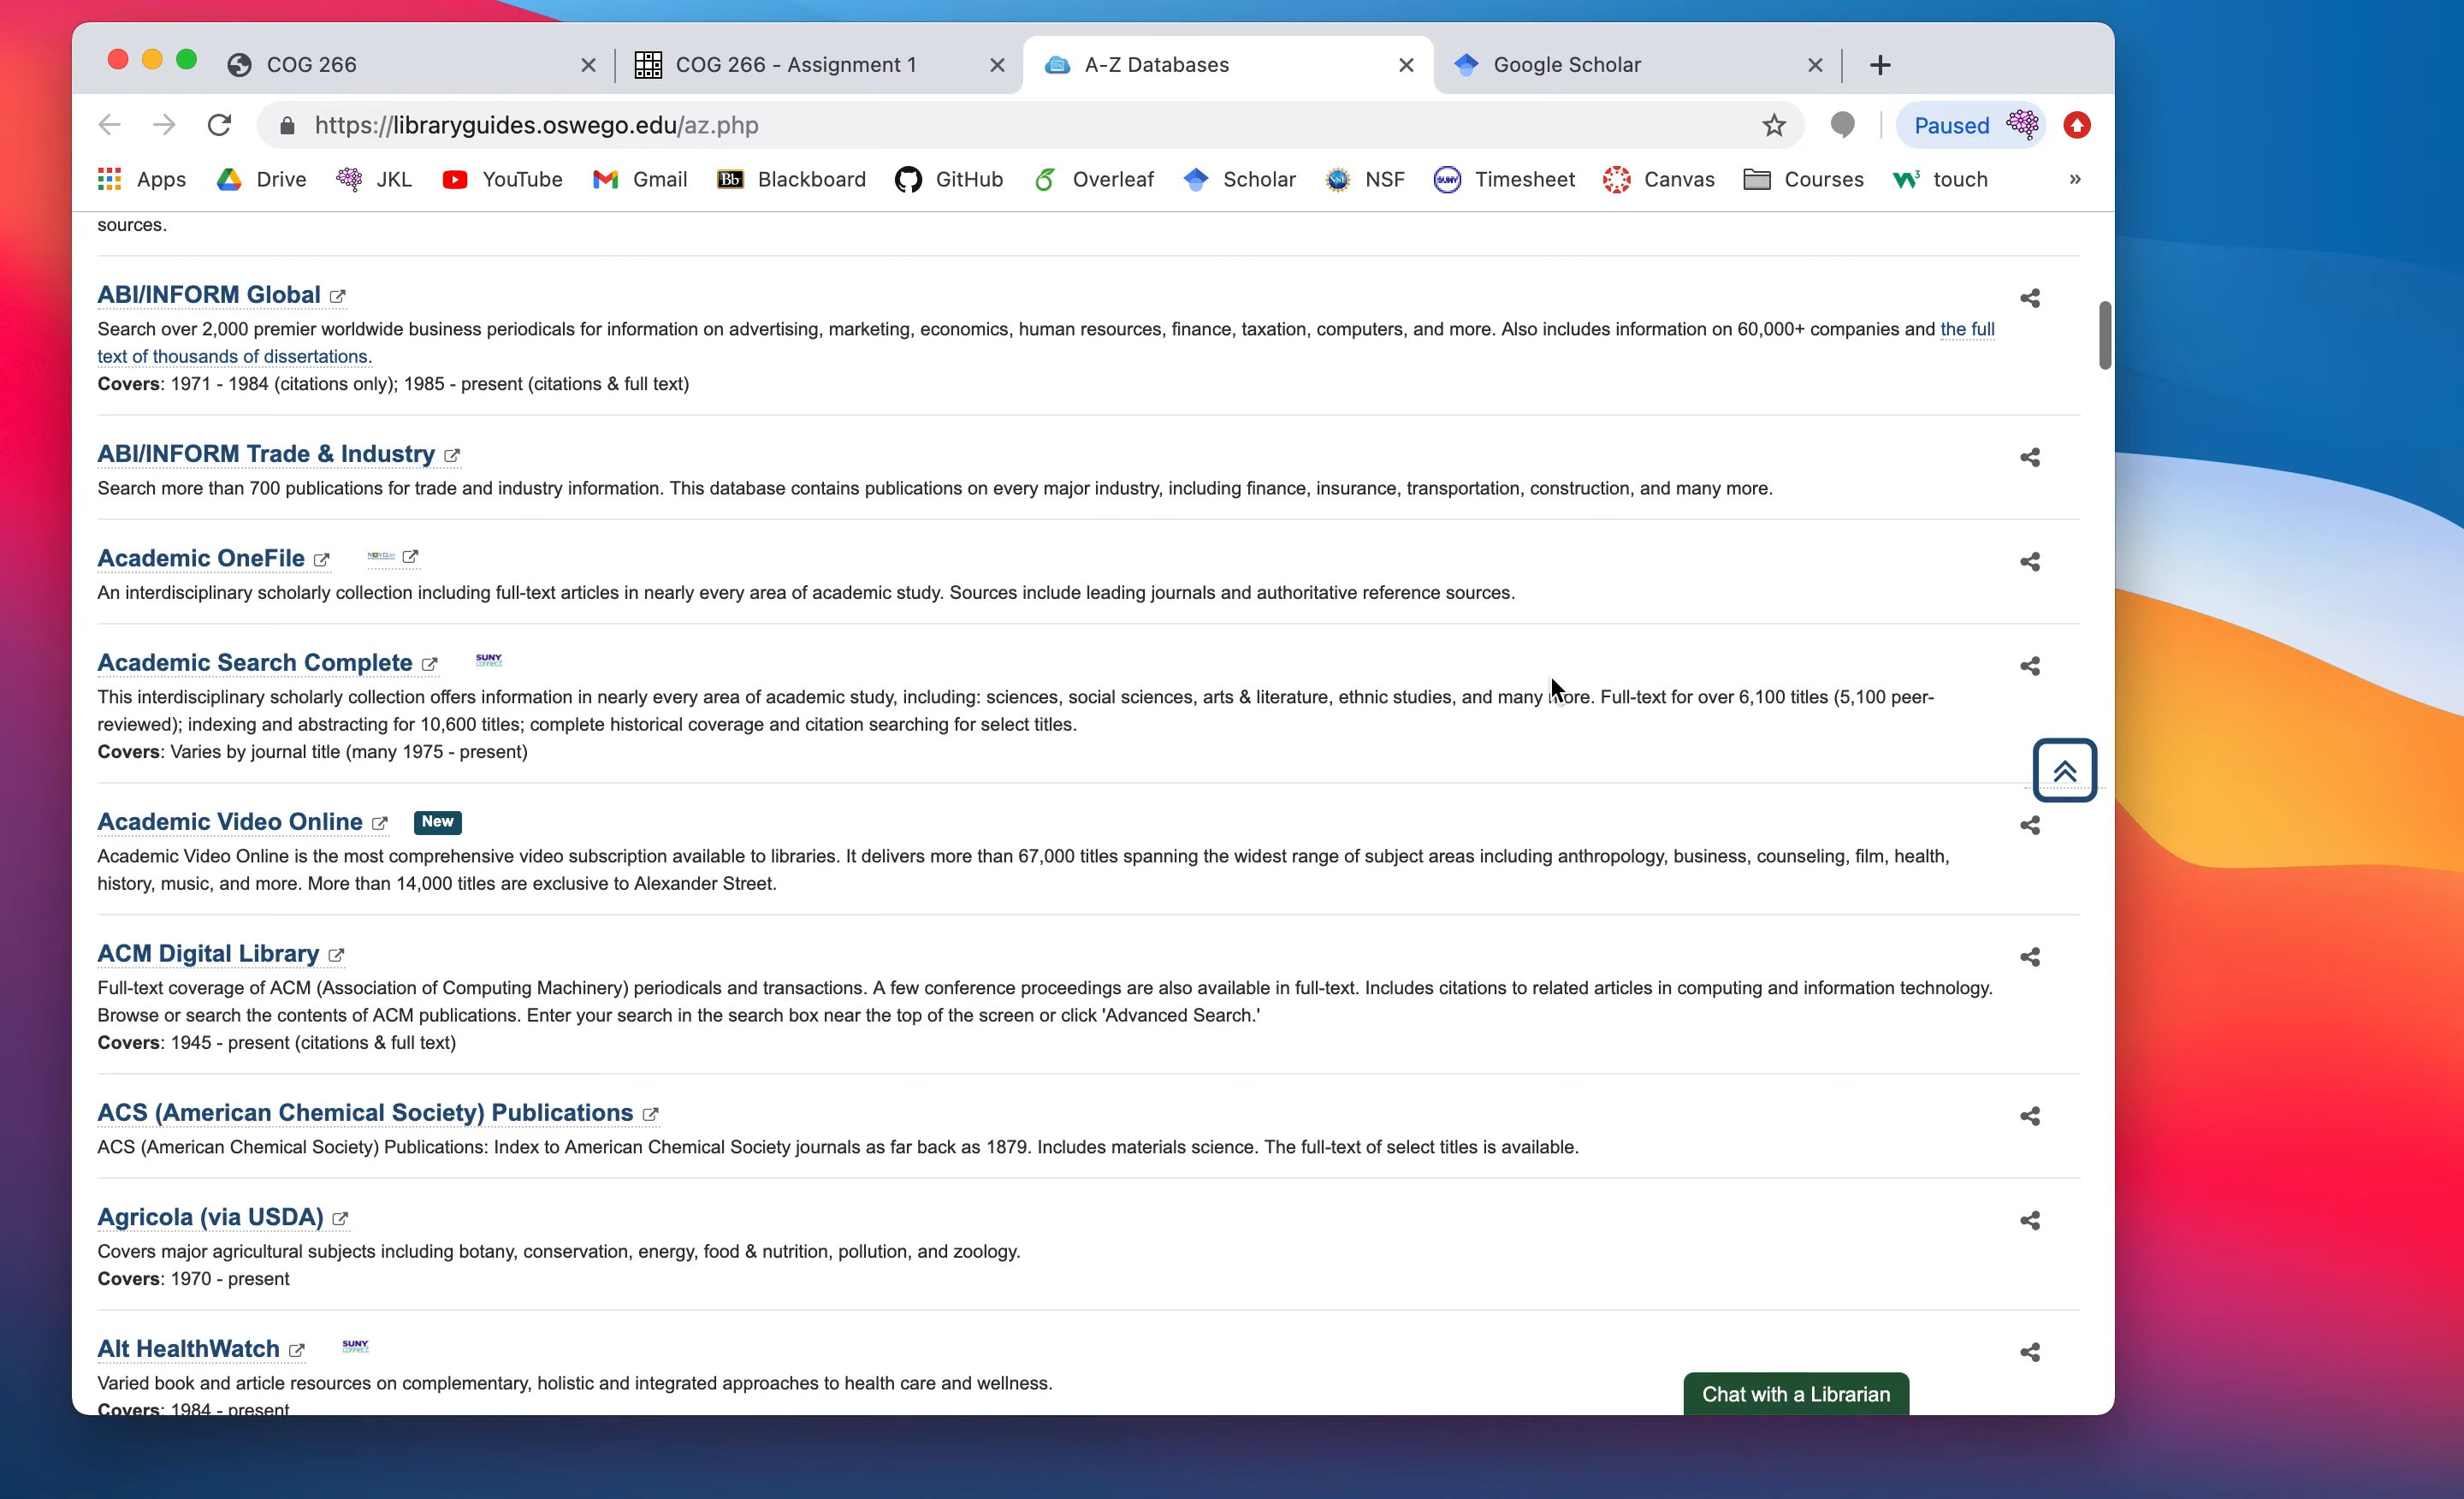 COG 266
COG 266 - Assignment 1
A-Z Databases
Google Scholar
https://libraryguides.oswego.edu/az.php
Paused
Apps
Drive
JKL
YouTube
Gmail
Bb
Blackboard
GitHub
Overleaf
Scholar
NSF
Timesheet
Canvas
Courses
touch
»
sources.
ABI/INFORM Global
Search over 2,000 premier worldwide business periodicals for information on advertising, marketing, economics, human resources, finance, taxation, computers, and more. Also includes information on 60,000+ companies and the full
text of thousands of dissertations.
Covers: 1971 - 1984 (citations only); 1985 - present (citations & full text)
ABI/INFORM Trade & Industry
Search more than 700 publications for trade and industry information. This database contains publications on every major industry, including finance, insurance, transportation, construction, and many more.
Academic OneFile
An interdisciplinary scholarly collection including full-text articles in nearly every area of academic study. Sources include leading journals and authoritative reference sources.
Academic Search Complete
SUNY
connect
This interdisciplinary scholarly collection offers information in nearly every area of academic study, including: sciences, social sciences, arts & literature, ethnic studies, and many more. Full-text for over 6,100 titles (5,100 peer-
reviewed); indexing and abstracting for 10,600 titles; complete historical coverage and citation searching for select titles.
Covers: Varies by journal title (many 1975 - present)
Academic Video Online
New
Academic Video Online is the most comprehensive video subscription available to libraries. It delivers more than 67,000 titles spanning the widest range of subject areas including anthropology, business, counseling, film, health,
history, music, and more. More than 14,000 titles are exclusive to Alexander Street.
ACM Digital Library
Full-text coverage of ACM (Association of Computing Machinery) periodicals and transactions. A few conference proceedings are also available in full-text. Includes citations to related articles in computing and information technology.
Browse or search the contents of ACM publications. Enter your search in the search box near the top of the screen or click 'Advanced Search.'
Covers: 1945 - present (citations & full text)
ACS (American Chemical Society) Publications
ACS (American Chemical Society) Publications: Index to American Chemical Society journals as far back as 1879. Includes materials science. The full-text of select titles is available.
Agricola (via USDA)
Covers major agricultural subjects including botany, conservation, energy, food & nutrition, pollution, and zoology.
Covers: 1970 - present
Alt HealthWatch
SUNY
connect
Varied book and article resources on complementary, holistic and integrated approaches to health care and wellness.
Covers: 1984 - present
Chat with a Librarian